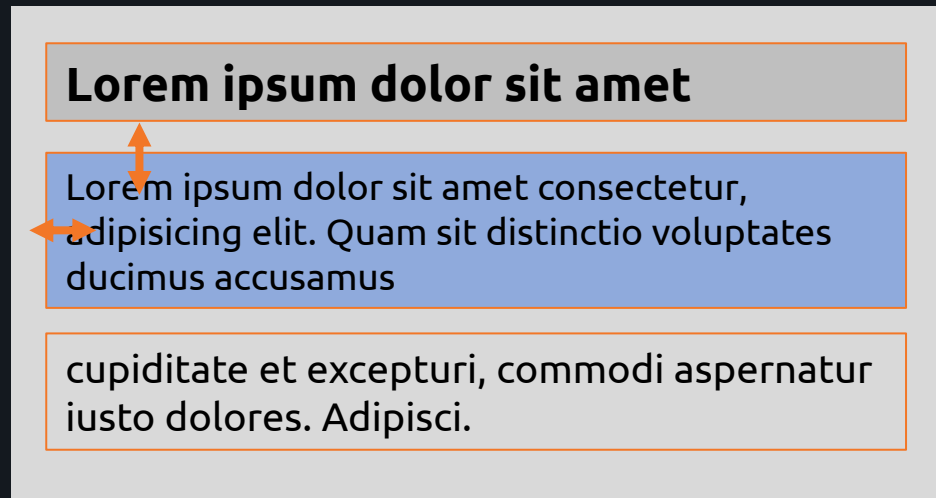 Lorem ipsum dolor sit amet
Lorem ipsum dolor sit amet consectetur,
adipisicing elit. Quam sit distinctio voluptates
ducimus accusamus
cupiditate et excepturi, commodi aspernatur
iusto dolores. Adipisci.